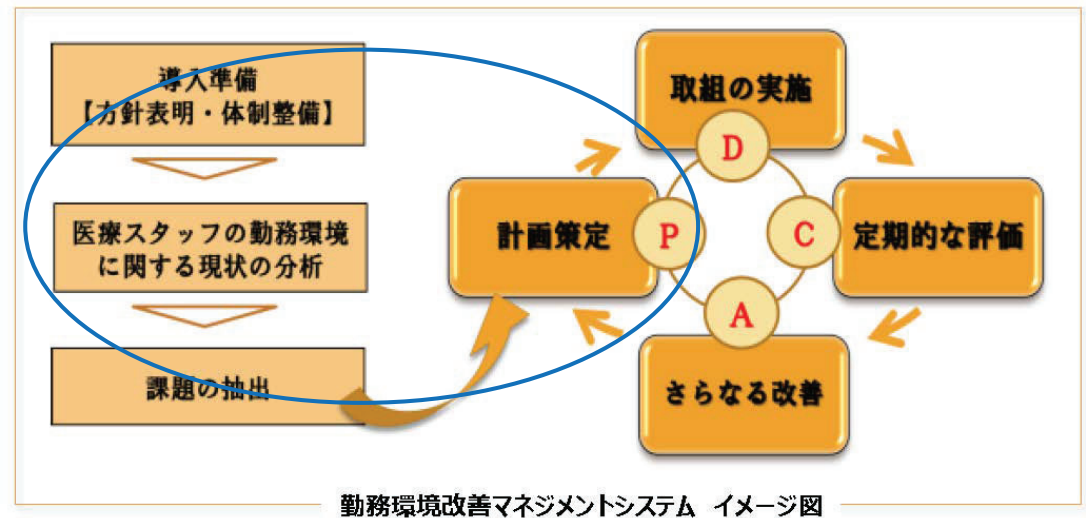 導入準備
【方針表明・体制整備】
医療スタッフの勤務環境
に関する現状の分析
課題の抽出
取組の実施
D
計画策定
P
C
定期的な評価
A
さらなる改善
勤務環境改善マネジメントシステム イメージ図